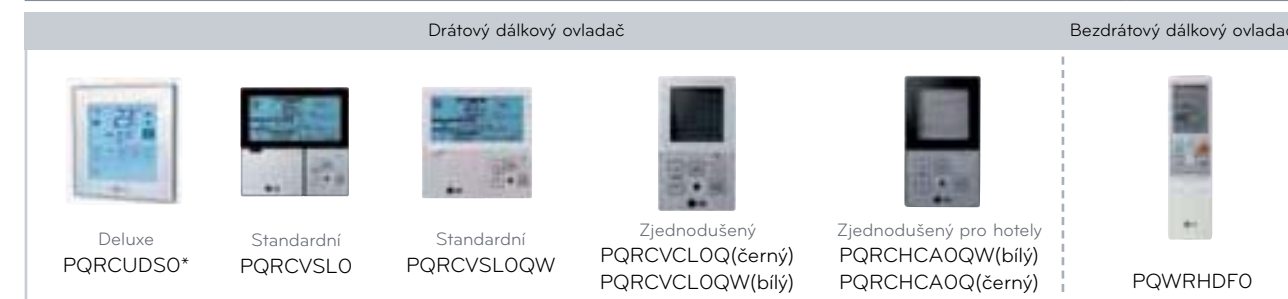 Drátový dálkový ovladač
Bezdrátový dálkový ovladač
Deluxe
PQRCUDS0*
Standardní
PQRCVSL0
Standardní
PQRCVSL0QW
Zjednodušený
PQRCVCL0Q(černý)
PQRCVCL0QW(bílý)
Zjednodušený pro hotely
PQRCHCA0QW(bílý)
PQRCHCA0Q(černý)
PQWRHDF0